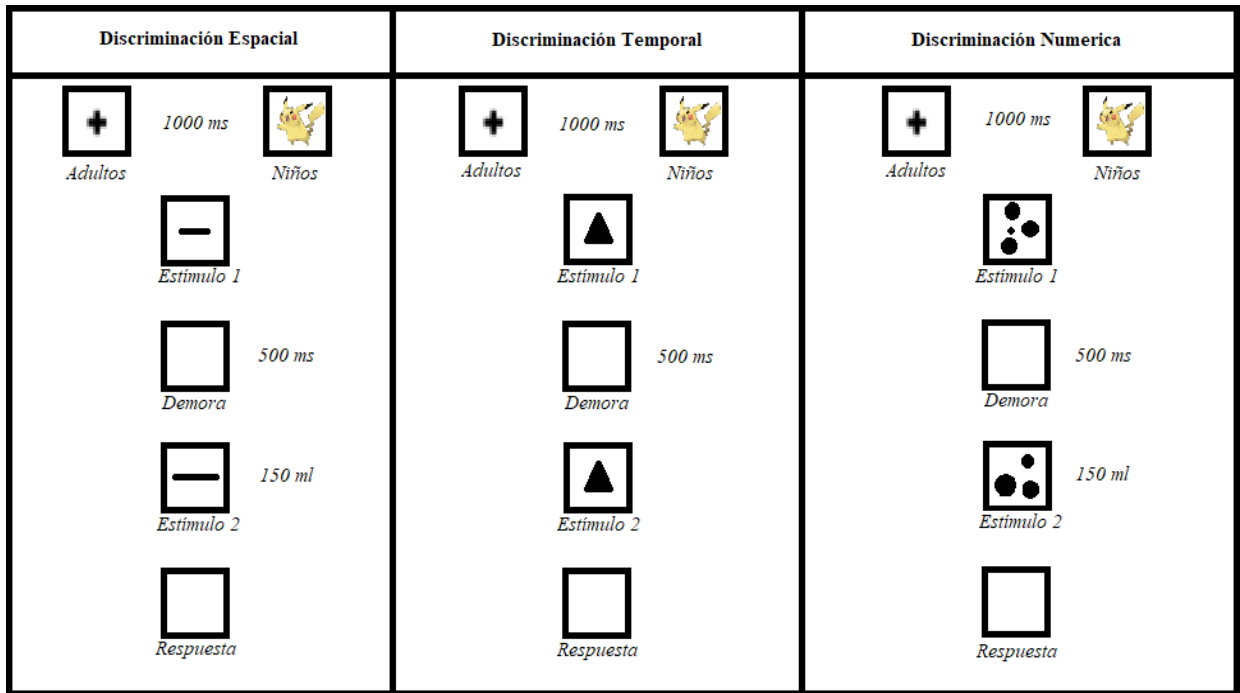 Discriminación Espacial
1000 ms
Adultos
Niños
Estímulo 1
500 ms
Demora
150 ml
Estímulo 2
Respuesta
Discriminación Temporal
1000 ms
Adultos
Niños
Estímulo 1
500 ms
Demora
Estímulo 2
Respuesta
Discriminación Numerica
1000 ms
Adultos
Niños
Estímulo 1
500 ms
Demora
150 ml
Estímulo 2
Respuesta